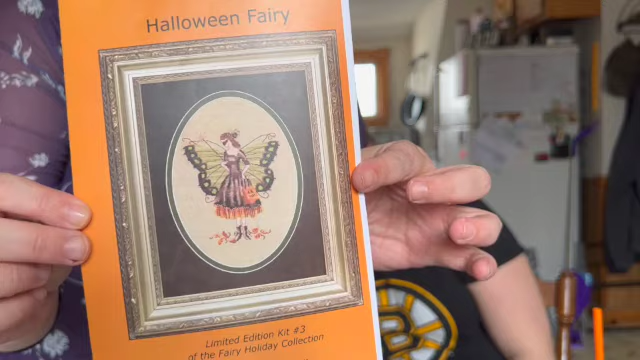 Halloween Fairy
Limited Edition Kit #3
of the Fairy Holiday Collection